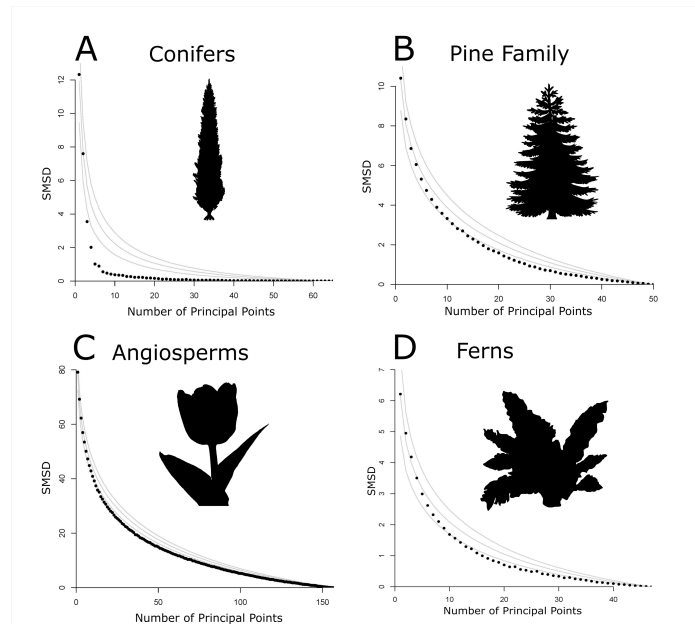 A Conifers
12
10
8
6
4
2
0
SMSD
0 10 20 30 40 50 60
Number of Principal Points
B Pine Family
10
8
6
4
2
0
SMSD
0 10 20 30 40 50
Number of Principal Points
C Angiosperms
80
60
40
20
0
SMSD
0 50 100 150
Number of Principal Points
D Ferns
7
6
5
4
3
2
1
0
SMSD
0 10 20 30 40
Number of Principal Points